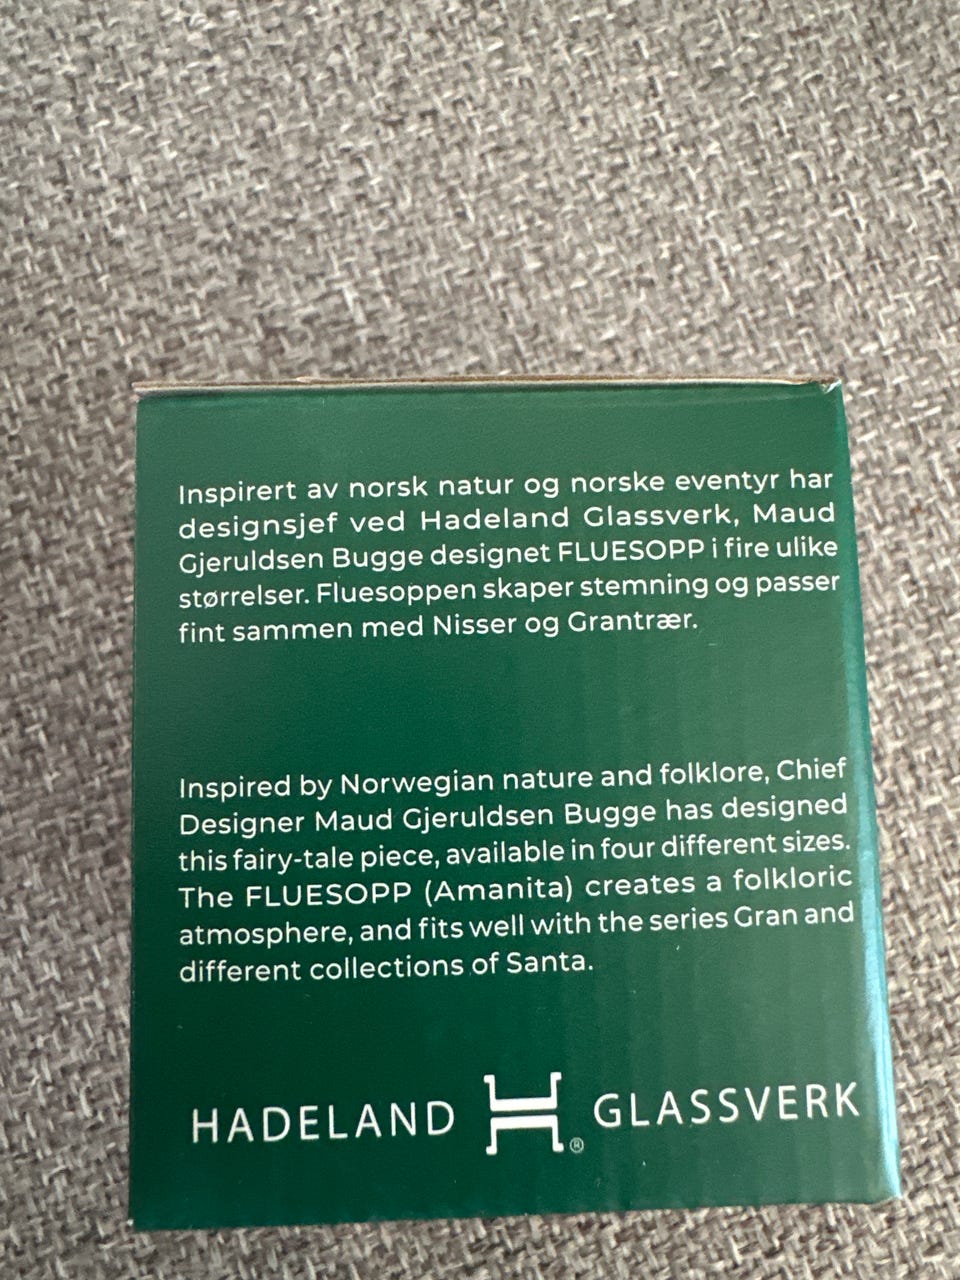 Inspirert av norsk natur og norske eventyr har
designsjef ved Hadeland Glassverk, Maud
Gjeruldsen Bugge designet FLUESOPP i fire ulike
størrelser. Fluesoppen skaper stemning og passer
fint sammen med Nisser og Grantrær.
Inspired by Norwegian nature and folklore, Chief
Designer Maud Gjeruldsen Bugge has designed
this fairy-tale piece, available in four different sizes.
The FLUESOPP (Amanita) creates a folkloric
atmosphere, and fits well with the series Gran and
different collections of Santa.
HADELAND H® GLASSVERK